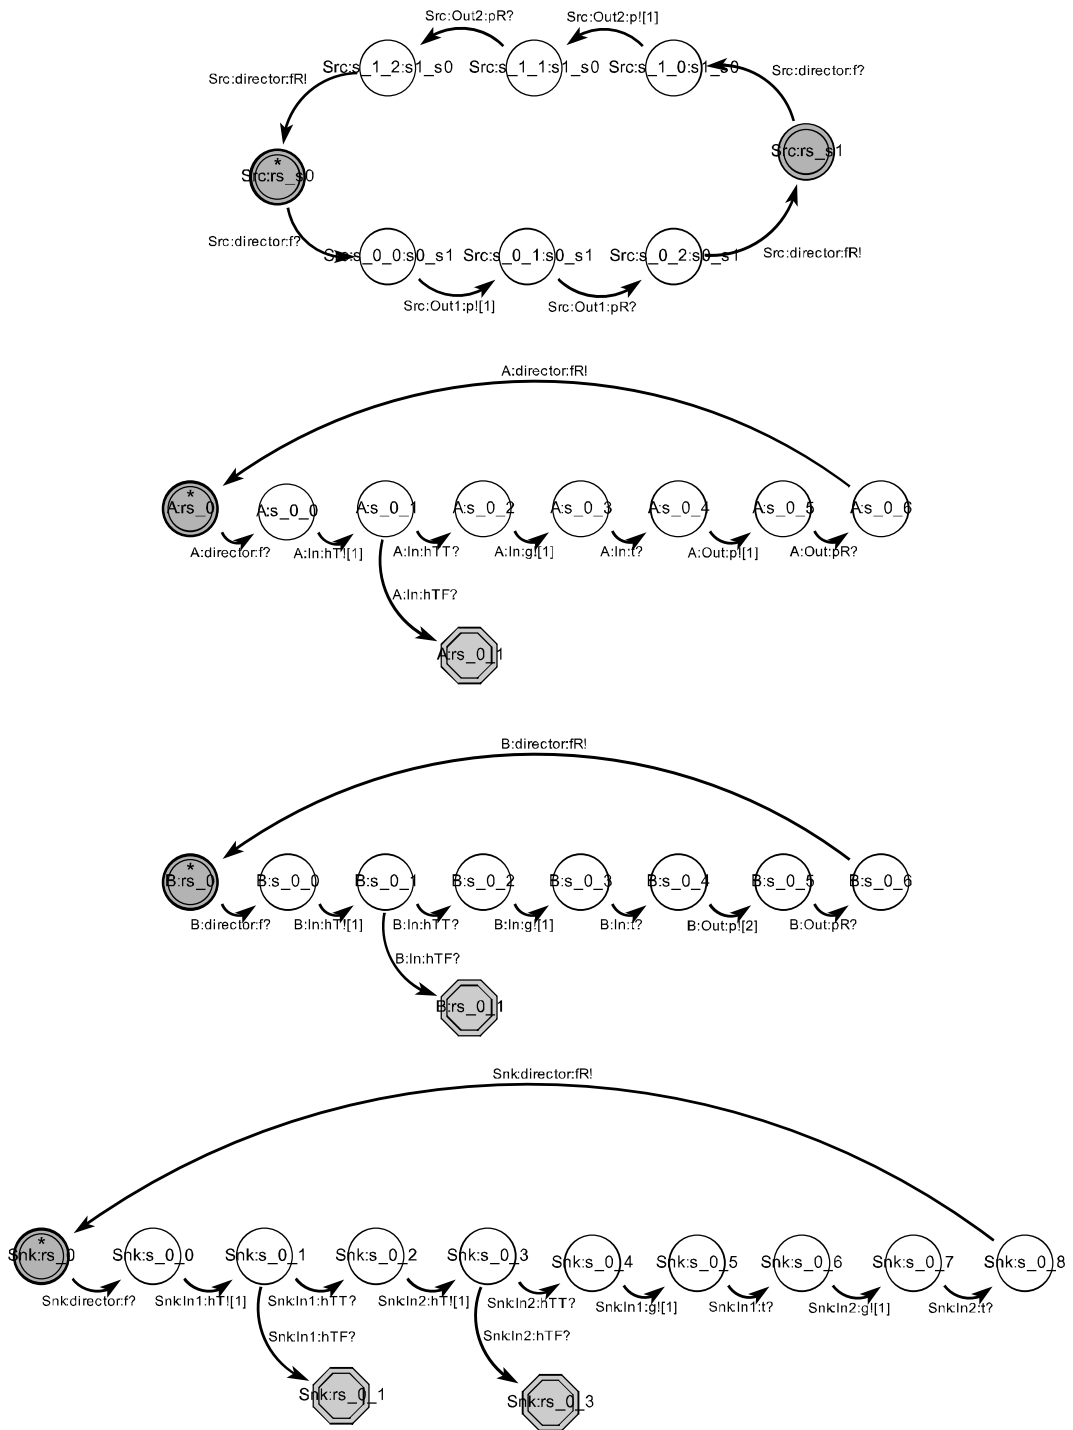 Src:Out2:pR?
Src:Out2:p![1]
Src:director:fR!
Src:s_1_2:s1_s0
Src:s_1_1:s1_s0
Src:s_1_0:s1_s0
Src:director:f?
*
Src:rs_s0
Src:rs_s1
Src:director:f?
Src:s_0_0:s0_s1
Src:s_0_1:s0_s1
Src:s_0_2:s0_s1
Src:director:fR!
Src:Out1:p![1]
Src:Out1:pR?
A:director:fR!
*
A:rs_0
A:s_0_0
A:s_0_1
A:s_0_2
A:s_0_3
A:s_0_4
A:s_0_5
A:s_0_6
A:director:f?
A:In:hT![1]
A:In:hTT?
A:In:g![1]
A:In:t?
A:Out:p![1]
A:Out:pR?
A:In:hTF?
A:rs_0_1
B:director:fR!
*
B:rs_0
B:s_0_0
B:s_0_1
B:s_0_2
B:s_0_3
B:s_0_4
B:s_0_5
B:s_0_6
B:director:f?
B:In:hT![1]
B:In:hTT?
B:In:g![1]
B:In:t?
B:Out:p![2]
B:Out:pR?
B:In:hTF?
B:rs_0_1
Snk:director:fR!
*
Snk:rs_0
Snk:s_0_0
Snk:s_0_1
Snk:s_0_2
Snk:s_0_3
Snk:s_0_4
Snk:s_0_5
Snk:s_0_6
Snk:s_0_7
Snk:s_0_8
Snk:director:f?
Snk:In1:hT![1]
Snk:In1:hTT?
Snk:In2:hT![1]
Snk:In2:hTT?
Snk:In1:g![1]
Snk:In1:t?
Snk:In2:g![1]
Snk:In2:t?
Snk:In1:hTF?
Snk:In2:hTF?
Snk:rs_0_1
Snk:rs_0_3